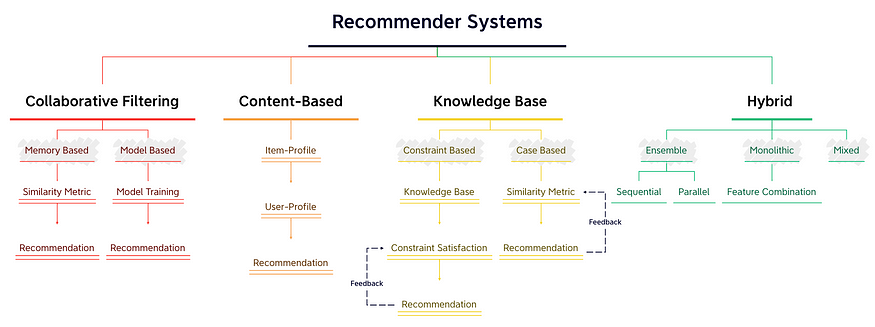 Recommender Systems
Collaborative Filtering
Content-Based
Knowledge Base
Hybrid
Memory Based
Model Based
Item-Profile
Constraint Based
Case Based
Ensemble
Monolithic
Mixed
Similarity Metric
Model Training
User-Profile
Knowledge Base
Similarity Metric
Sequential
Parallel
Feature Combination
Feedback
Recommendation
Recommendation
Recommendation
Constraint Satisfaction
Recommendation
Feedback
Recommendation